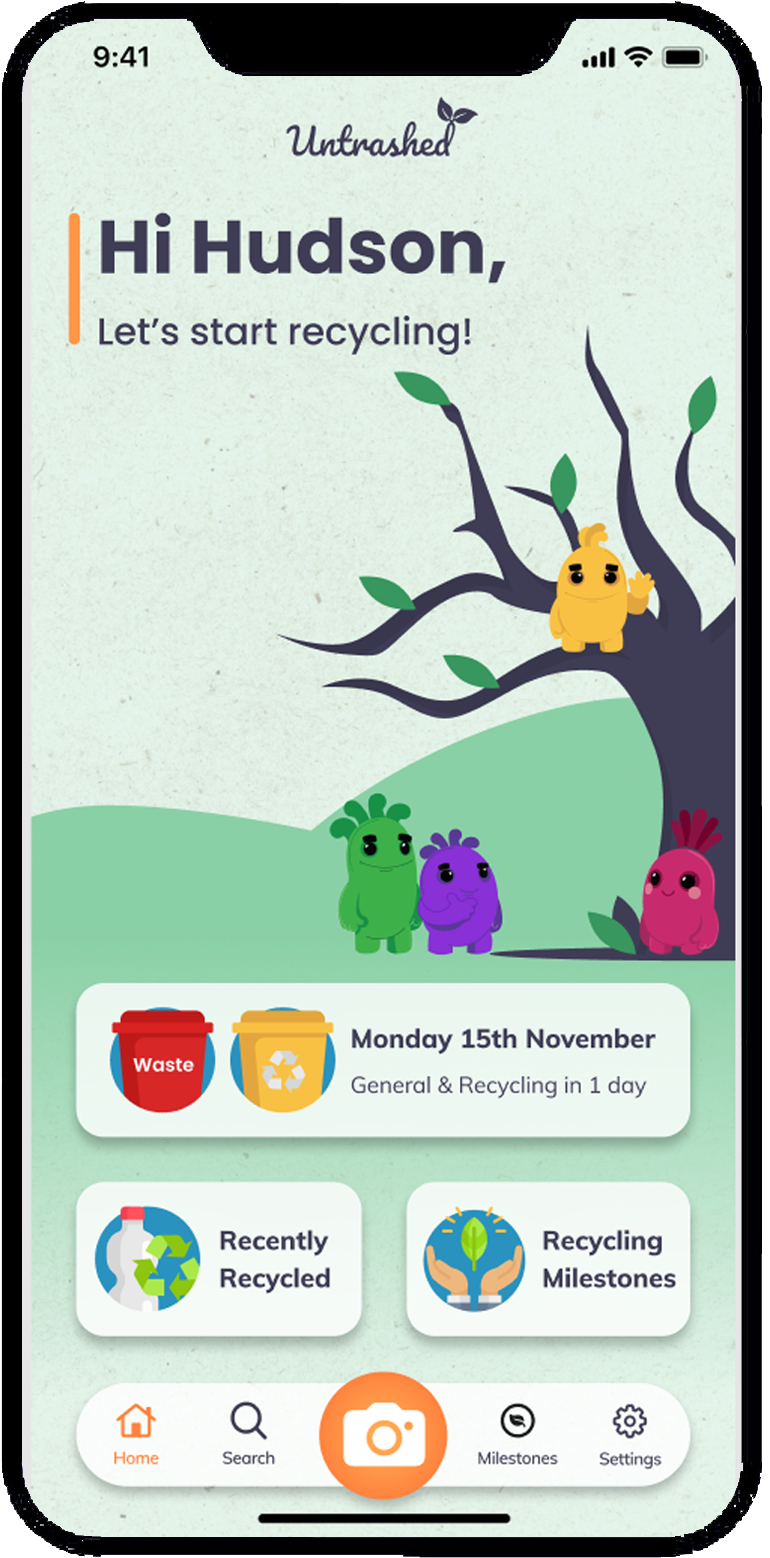 9:41
Untrashed
Hi Hudson,
Let's start recycling!
Waste
Monday 15th November
General & Recycling in 1 day
Recently
Recycled
Recycling
Milestones
Home
Search
Milestones
Settings